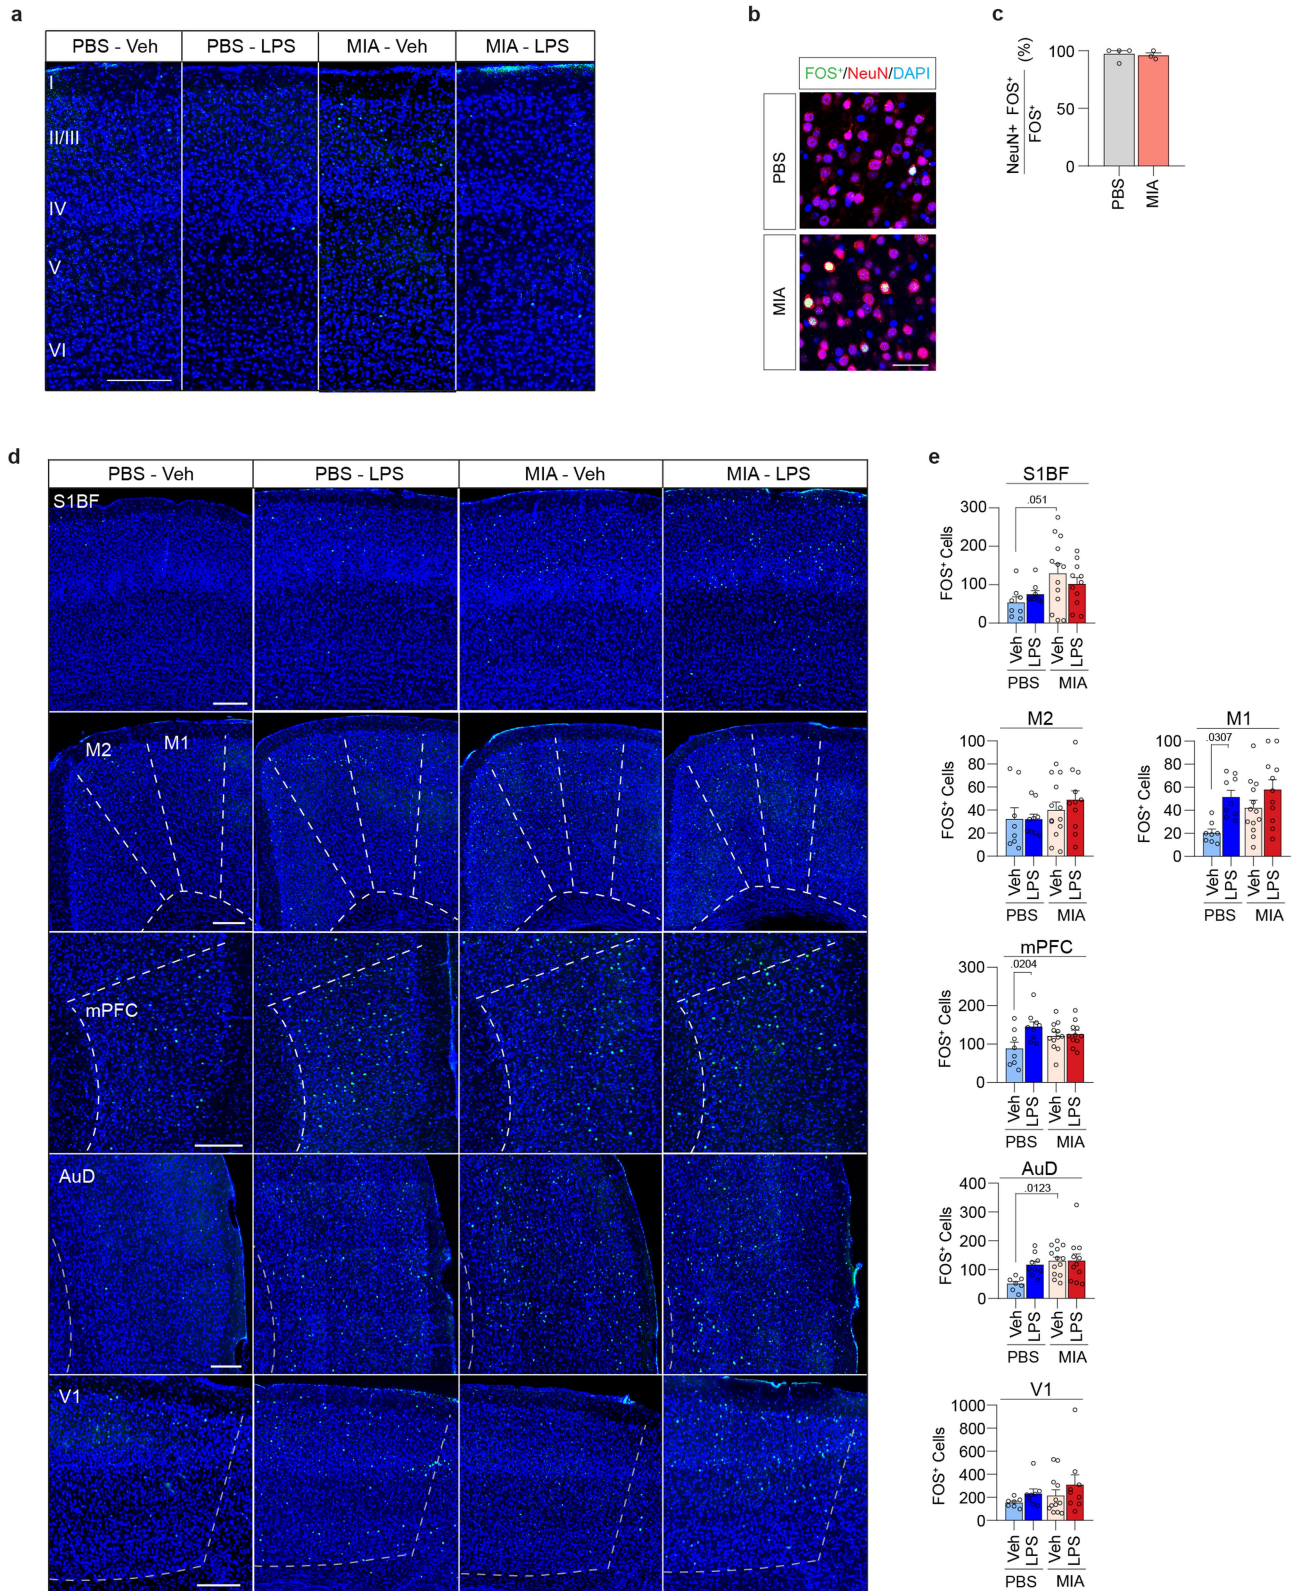 a
PBS - Veh
PBS - LPS
MIA - Veh
MIA - LPS
I
II/III
IV
V
VI
b
FOS⁺/NeuN/DAPI
PBS
MIA
c
NeuN+ FOS⁺
FOS⁺
(%)
100
50
0
PBS
MIA
d
PBS - Veh
PBS - LPS
MIA - Veh
MIA - LPS
S1BF
M2
M1
mPFC
AuD
V1
e
S1BF
.051
FOS⁺ Cells
300
200
100
0
Veh
LPS
Veh
LPS
PBS
MIA
M2
FOS⁺ Cells
100
80
60
40
20
0
Veh
LPS
Veh
LPS
PBS
MIA
M1
.0307
FOS⁺ Cells
100
80
60
40
20
0
Veh
LPS
Veh
LPS
PBS
MIA
mPFC
.0204
FOS⁺ Cells
300
200
100
0
Veh
LPS
Veh
LPS
PBS
MIA
AuD
.0123
FOS⁺ Cells
400
300
200
100
0
Veh
LPS
Veh
LPS
PBS
MIA
V1
FOS⁺ Cells
1000
800
600
400
200
0
Veh
LPS
Veh
LPS
PBS
MIA